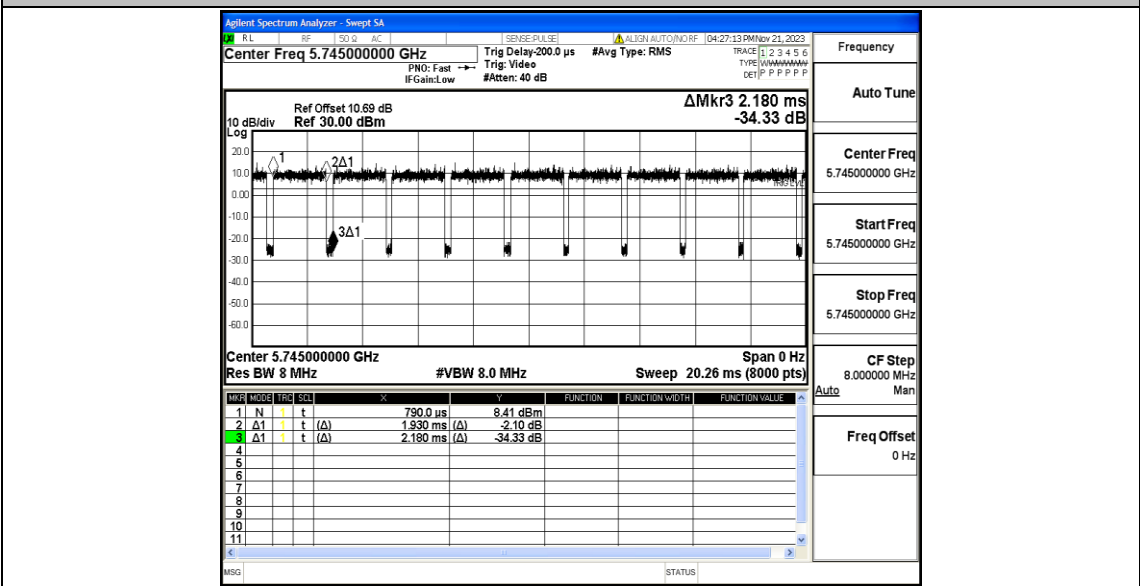 Agilent Spectrum Analyzer - Swept SA
RL RF 50 Ω AC SENSE:PULSE ALIGN AUTO/NO RF 04:27:13 PM Nov 21, 2023
Center Freq 5.745000000 GHz
PNO: Fast
IFGain:Low
Trig Delay-200.0 µs
Trig: Video
#Atten: 40 dB
#Avg Type: RMS
TRACE 1 2 3 4 5 6
TYPE
DET P P P P P P
Frequency
Auto Tune
Center Freq
5.745000000 GHz
Start Freq
5.745000000 GHz
Stop Freq
5.745000000 GHz
CF Step
8.000000 MHz
Auto Man
Freq Offset
0 Hz
ΔMkr3 2.180 ms
-34.33 dB
Ref Offset 10.69 dB
10 dB/div Ref 30.00 dBm
Log
20.0
10.0
0.00
-10.0
-20.0
-30.0
-40.0
-50.0
-60.0
1
2Δ1
3Δ1
TRIG LVL
Center 5.745000000 GHz Span 0 Hz
Res BW 8 MHz #VBW 8.0 MHz Sweep 20.26 ms (8000 pts)
MKR MODE TRC SCL X Y FUNCTION FUNCTION WIDTH FUNCTION VALUE
1 N 1 t 790.0 µs 8.41 dBm
2 Δ1 1 t (Δ) 1.930 ms (Δ) -2.10 dB
3 Δ1 1 t (Δ) 2.180 ms (Δ) -34.33 dB
4
5
6
7
8
9
10
11
MSG STATUS